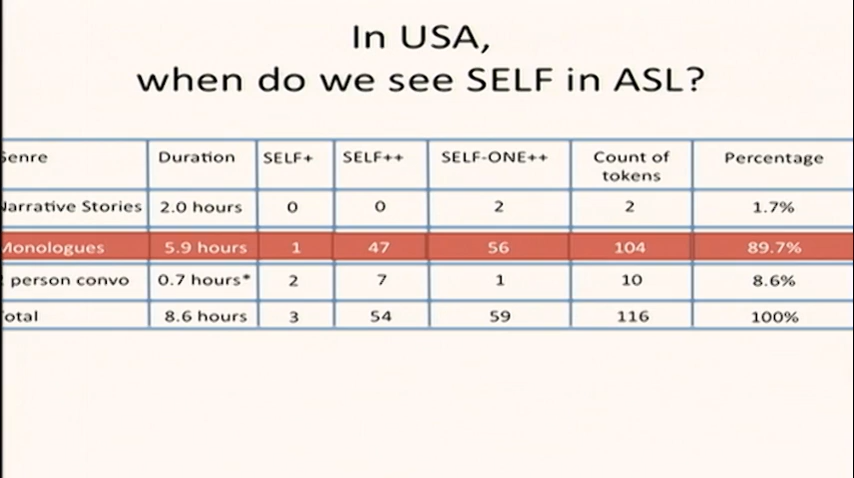 In USA,
when do we see SELF in ASL?
Genre Duration SELF+ SELF++ SELF-ONE++ Count of tokens Percentage
Narrative Stories 2.0 hours 0 0 2 2 1.7%
Monologues 5.9 hours 1 47 56 104 89.7%
person convo 0.7 hours* 2 7 1 10 8.6%
Total 8.6 hours 3 54 59 116 100%